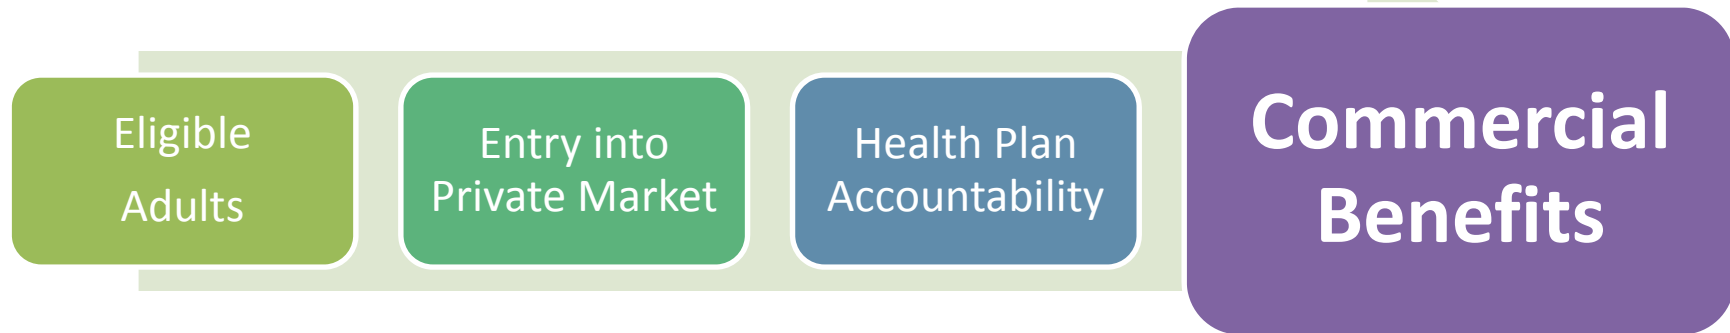 Eligible
Adults
Entry into
Private Market
Health Plan
Accountability
Commercial
Benefits